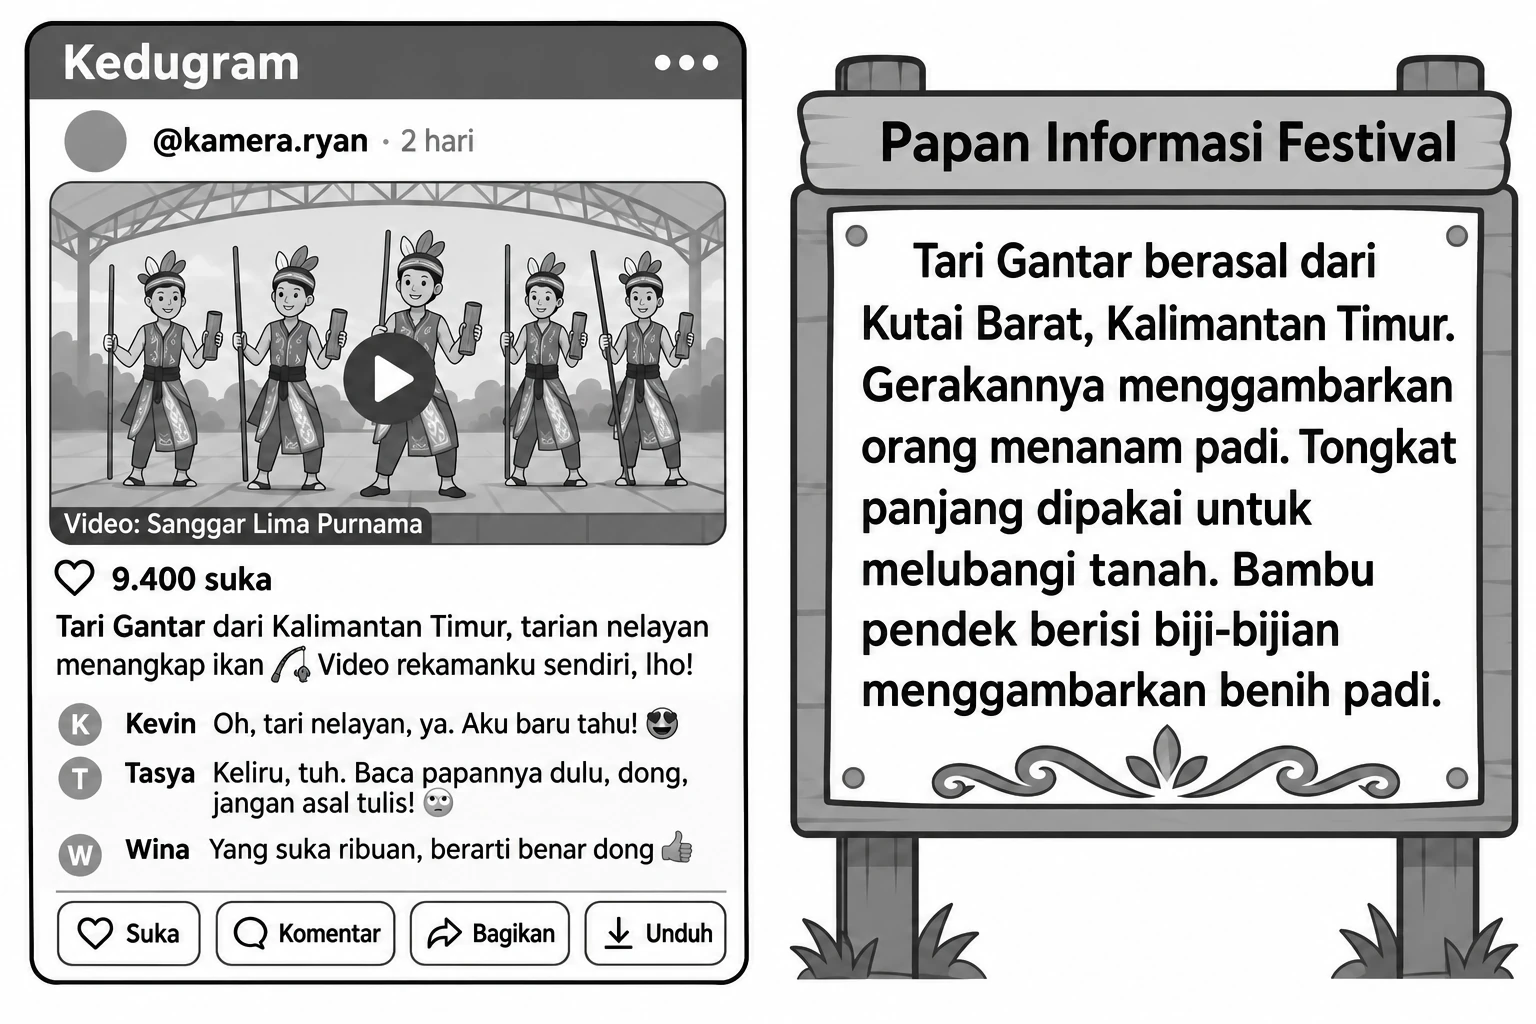 Kedugram
@kamera.ryan · 2 hari
Video: Sanggar Lima Purnama
9.400 suka
Tari Gantar dari Kalimantan Timur, tarian nelayan
menangkap ikan 🎣 Video rekamanku sendiri, lho!
K Kevin Oh, tari nelayan, ya. Aku baru tahu! 😍
T Tasya Keliru, tuh. Baca papannya dulu, dong,
jangan asal tulis! 🙄
W Wina Yang suka ribuan, berarti benar dong 👍
Suka Komentar Bagikan Unduh
Papan Informasi Festival
Tari Gantar berasal dari
Kutai Barat, Kalimantan Timur.
Gerakannya menggambarkan
orang menanam padi. Tongkat
panjang dipakai untuk
melubangi tanah. Bambu
pendek berisi biji-bijian
menggambarkan benih padi.